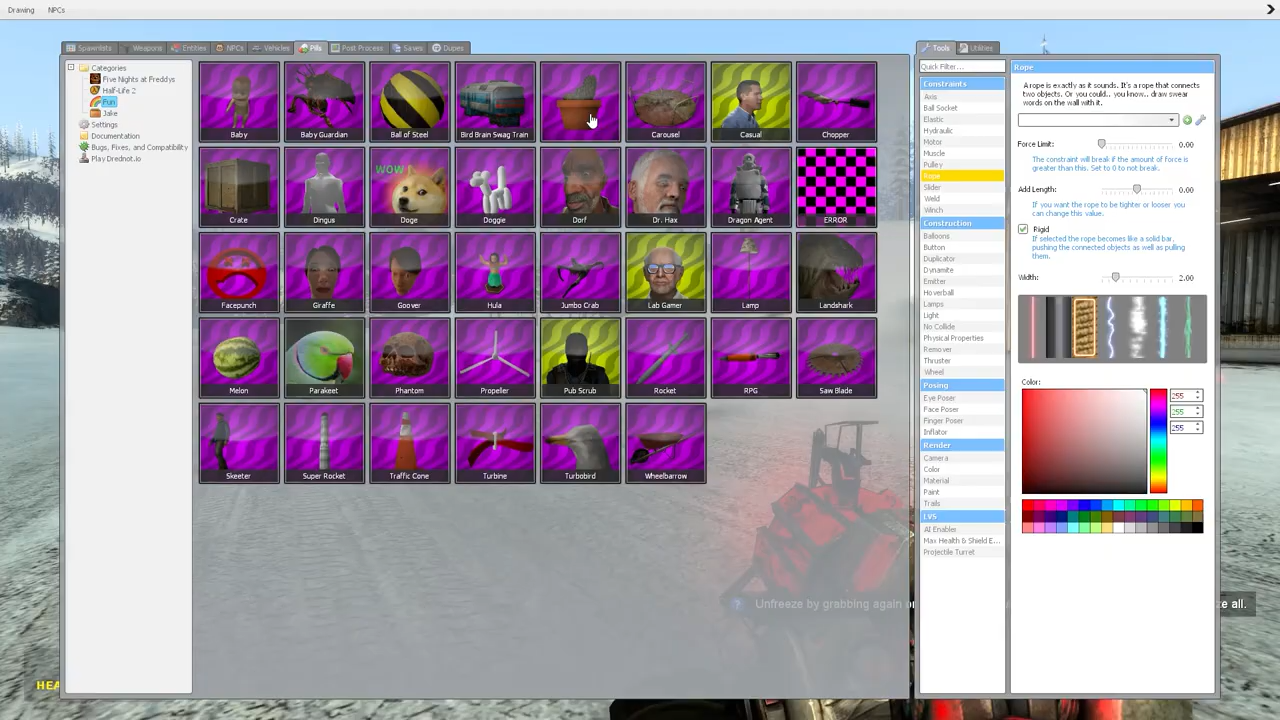 Drawing NPCs
Spawnlists Weapons Entities NPCs Vehicles Pills Post Process Saves Dupes
Categories
Five Nights at Freddys
Half-Life 2
Fun
Jake
Settings
Documentation
Bugs, Fixes, and Compatibility
Play Drednot.io
Baby Baby Guardian Ball of Steel Bird Brain Swag Train Carousel Casual Chopper
WOW!
Crate Dingus Doge Doggie Dorf Dr. Hax Dragon Agent ERROR
Facepunch Giraffe Goover Hula Jumbo Crab Lab Gamer Lamp Landshark
Melon Parakeet Phantom Propeller Pub Scrub Rocket RPG Saw Blade
Skeeter Super Rocket Traffic Cone Turbine Turbobird Wheelbarrow
Unfreeze by grabbing again or
ze all.
HEA
Tools Utilities
Quick Filter...
Constraints
Axis
Ball Socket
Elastic
Hydraulic
Motor
Muscle
Pulley
Rope
Slider
Weld
Winch
Construction
Balloons
Button
Duplicator
Dynamite
Emitter
Hoverball
Lamps
Light
No Collide
Physical Properties
Remover
Thruster
Wheel
Posing
Eye Poser
Face Poser
Finger Poser
Inflator
Render
Camera
Color
Material
Paint
Trails
LVS
AI Enabler
Max Health & Shield E...
Projectile Turret
Rope
A rope is exactly as it sounds. It's a rope that connects
two objects. Or you could.. you know.. draw swear
words on the wall with it.
Force Limit: 0.00
The constraint will break if the amount of force is
greater than this. Set to 0 to not break.
Add Length: 0.00
If you want the rope to be tighter or looser you
can change this value.
Rigid
If selected the rope becomes like a solid bar,
pushing the connected objects as well as pulling
them.
Width: 2.00
Color:
255
255
255